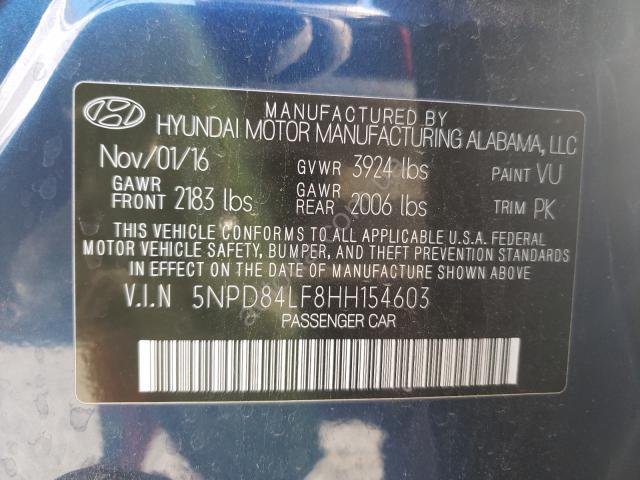 MANUFACTURED BY
HYUNDAI MOTOR MANUFACTURING ALABAMA, LLC
Nov/01/16 GVWR 3924 lbs PAINT VU
GAWR FRONT 2183 lbs GAWR REAR 2006 lbs TRIM PK
THIS VEHICLE CONFORMS TO ALL APPLICABLE U.S.A. FEDERAL
MOTOR VEHICLE SAFETY, BUMPER, AND THEFT PREVENTION STANDARDS
IN EFFECT ON THE DATE OF MANUFACTURE SHOWN ABOVE.
V.I.N 5NPD84LF8HH154603
PASSENGER CAR